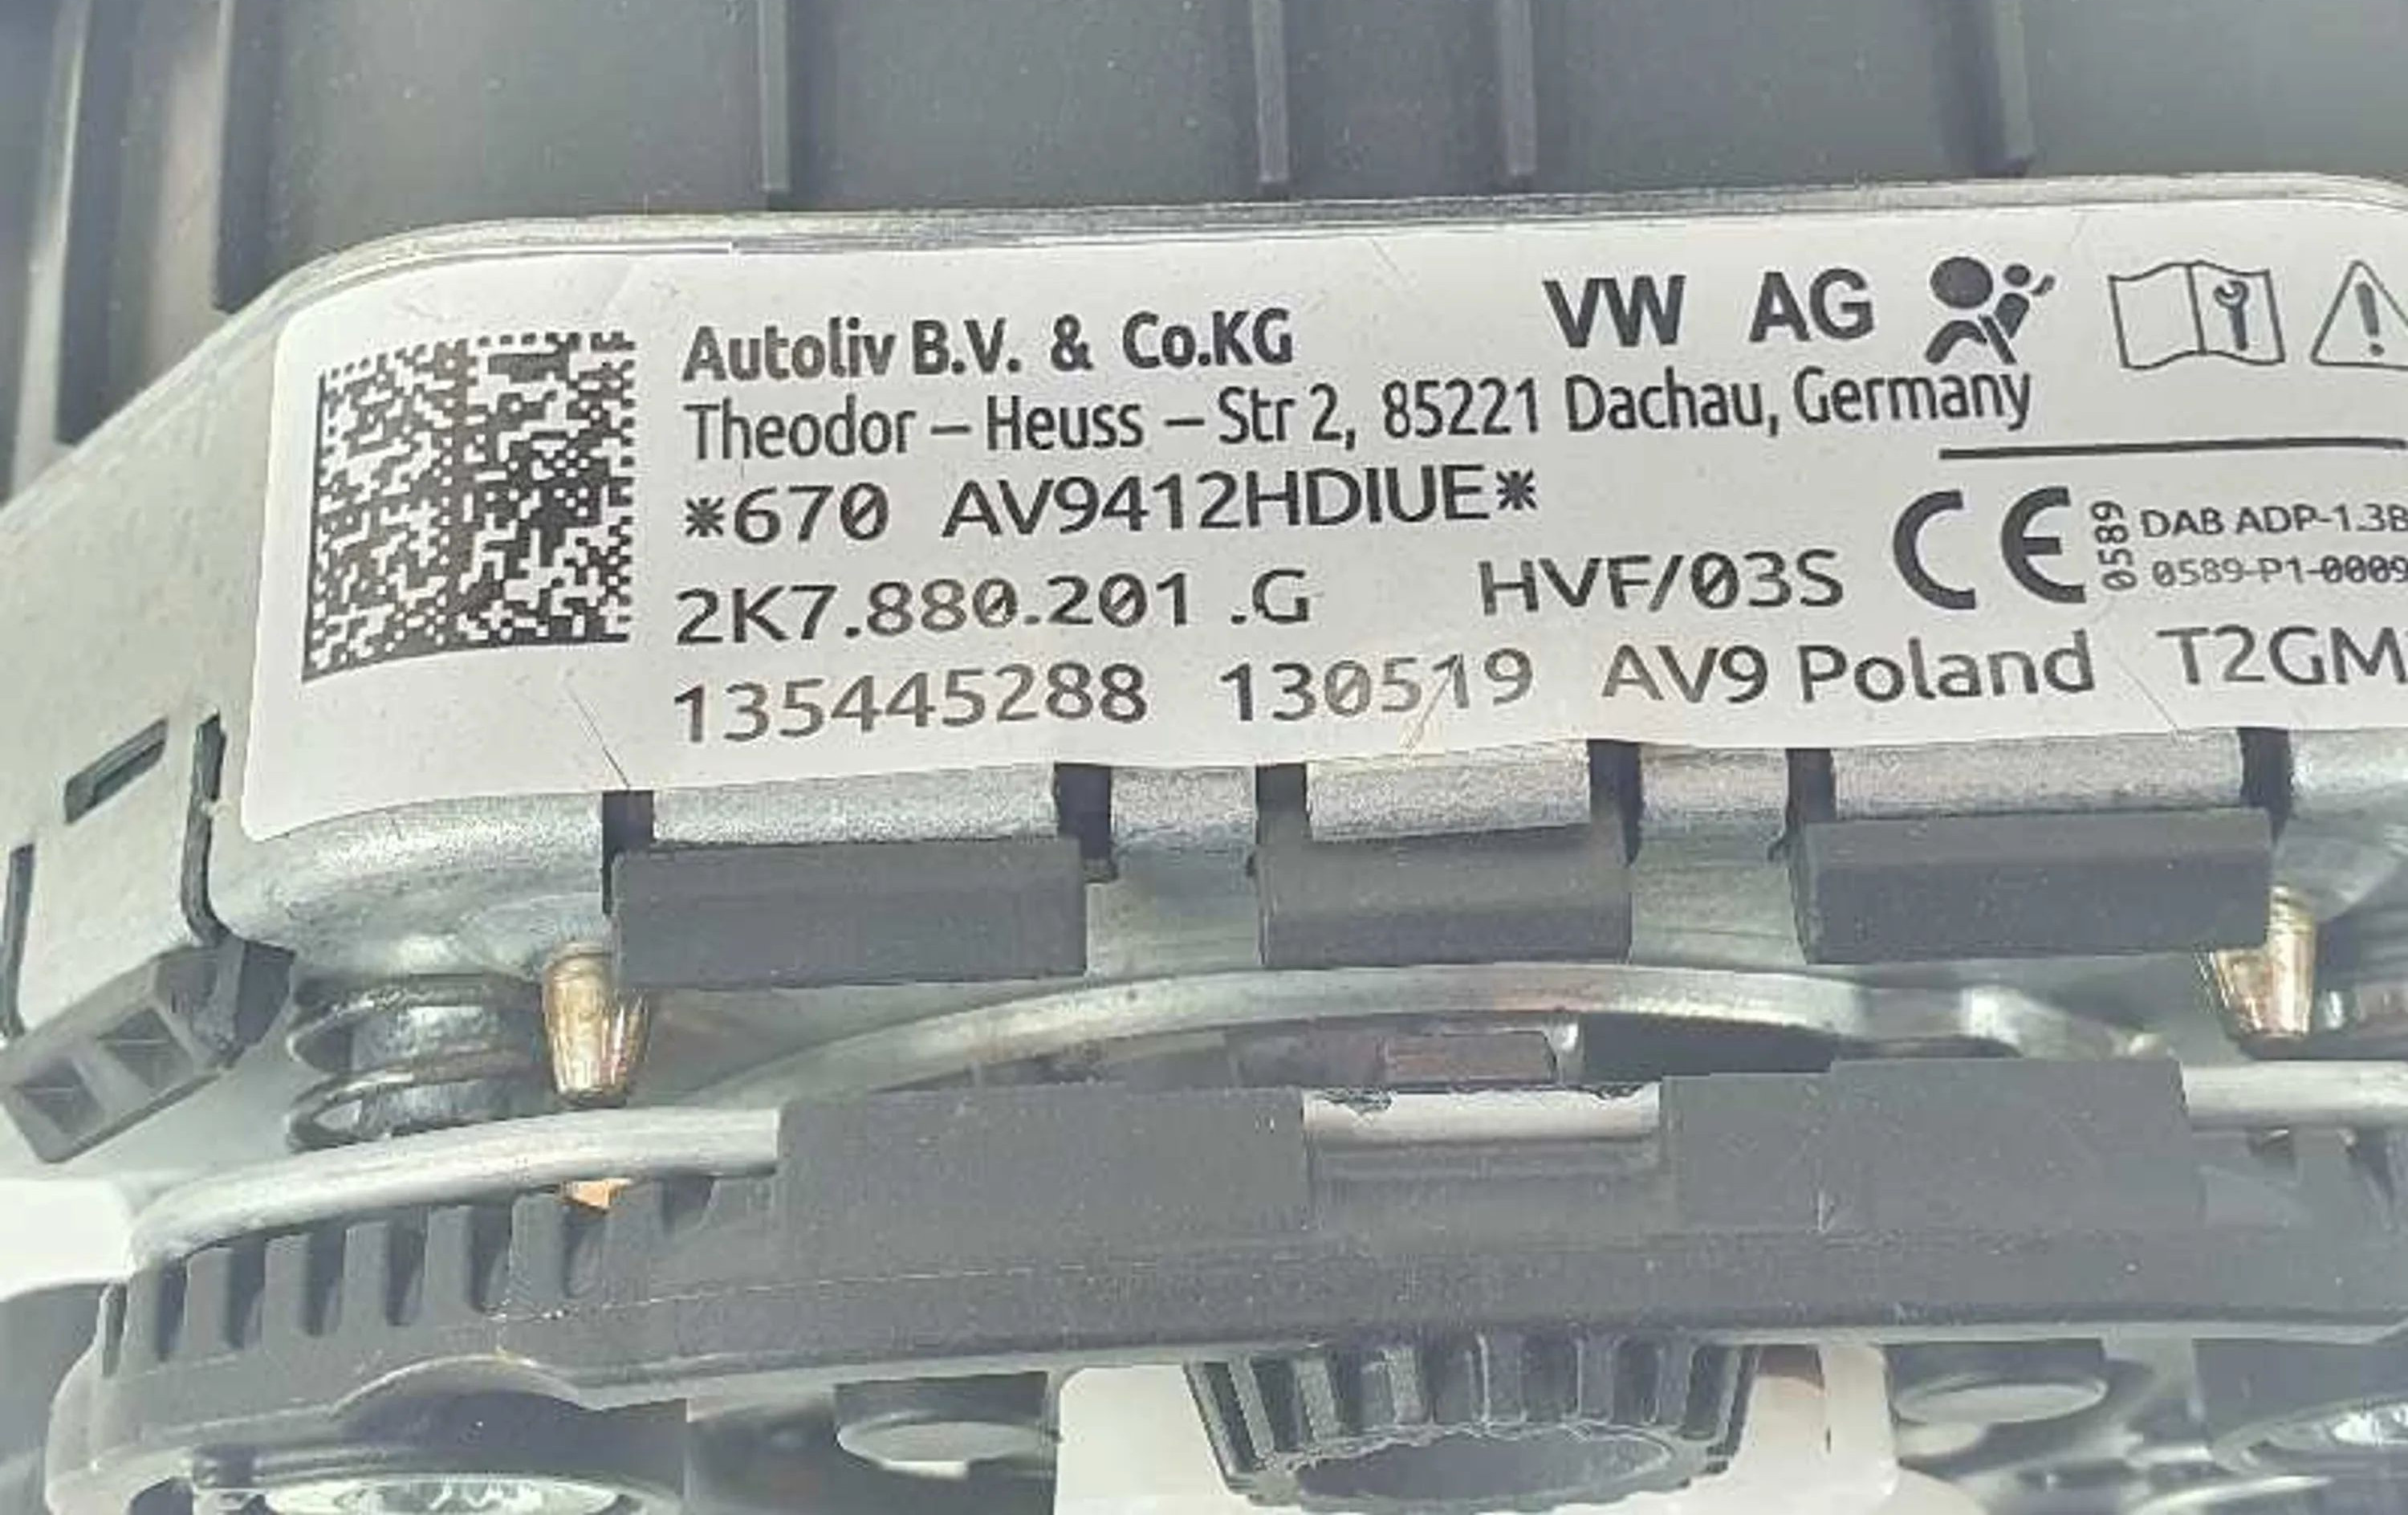 Autoliv B.V. & Co.KG VW AG
Theodor – Heuss – Str 2, 85221 Dachau, Germany
*670 AV9412HDIUE*
2K7.880.201 .G HVF/03S CE 0589 DAB ADP-1.3B
0589-P1-0009
135445288 130519 AV9 Poland T2GM